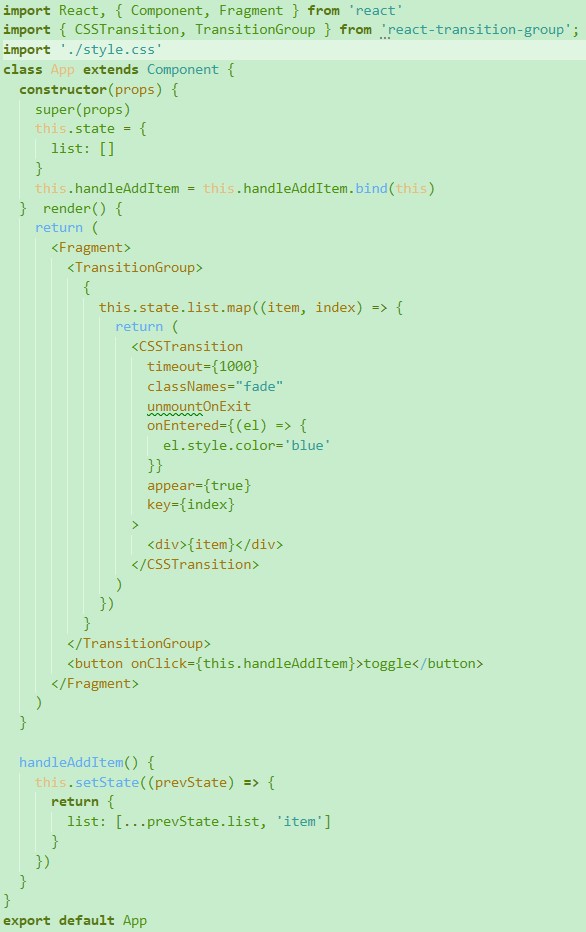 import React, { Component, Fragment } from 'react'
import { CSSTransition, TransitionGroup } from 'react-transition-group';
import './style.css'
class App extends Component {
  constructor(props) {
    super(props)
    this.state = {
      list: []
    }
    this.handleAddItem = this.handleAddItem.bind(this)
  }  render() {
    return (
      <Fragment>
        <TransitionGroup>
          {
            this.state.list.map((item, index) => {
              return (
                <CSSTransition
                  timeout={1000}
                  classNames="fade"
                  unmountOnExit
                  onEntered={(el) => {
                    el.style.color='blue'
                  }}
                  appear={true}
                  key={index}
                >
                  <div>{item}</div>
                </CSSTransition>
              )
            })
          }
        </TransitionGroup>
        <button onClick={this.handleAddItem}>toggle</button>
      </Fragment>
    )
  }

  handleAddItem() {
    this.setState((prevState) => {
      return {
        list: [...prevState.list, 'item']
      }
    })
  }
}
export default App